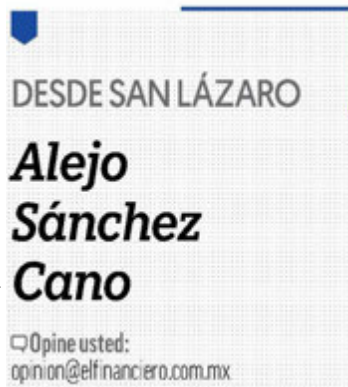 DESDE SAN LÁZARO
Alejo
Sánchez
Cano
Opine usted:
opinion@elfinanciero.com.mx